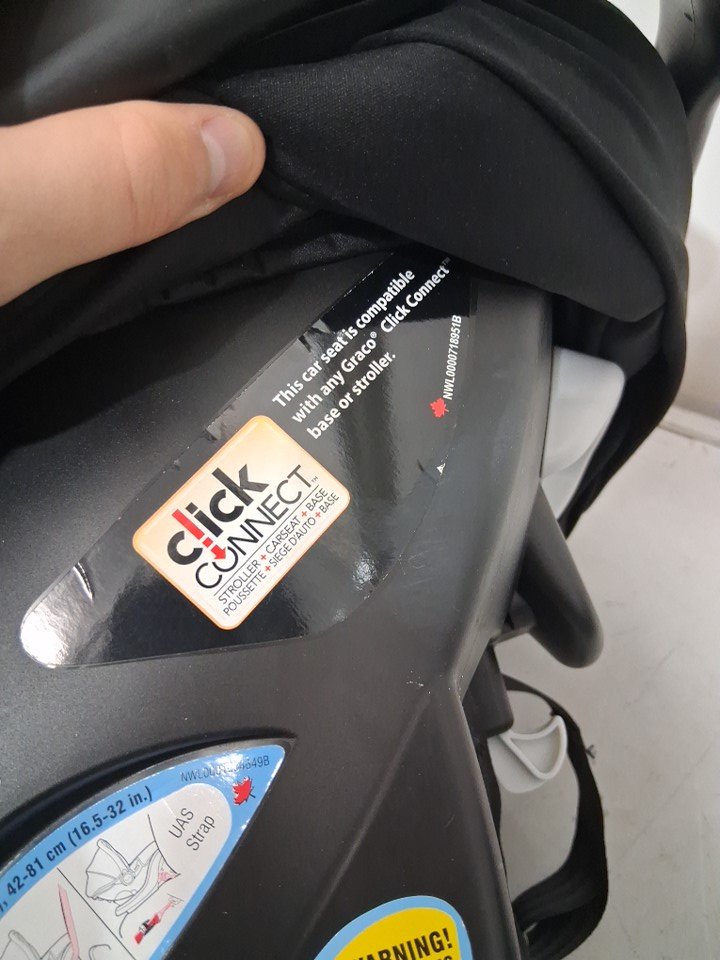 This car seat is compatible
with any Graco® Click Connect™
base or stroller.
NWL0000718951B
click
CONNECT™
STROLLER + CARSEAT + BASE
POUSSETTE + SIEGE D'AUTO + BASE
42-81 cm (16.5-32 in.)
UAS
Strap
WARNING!